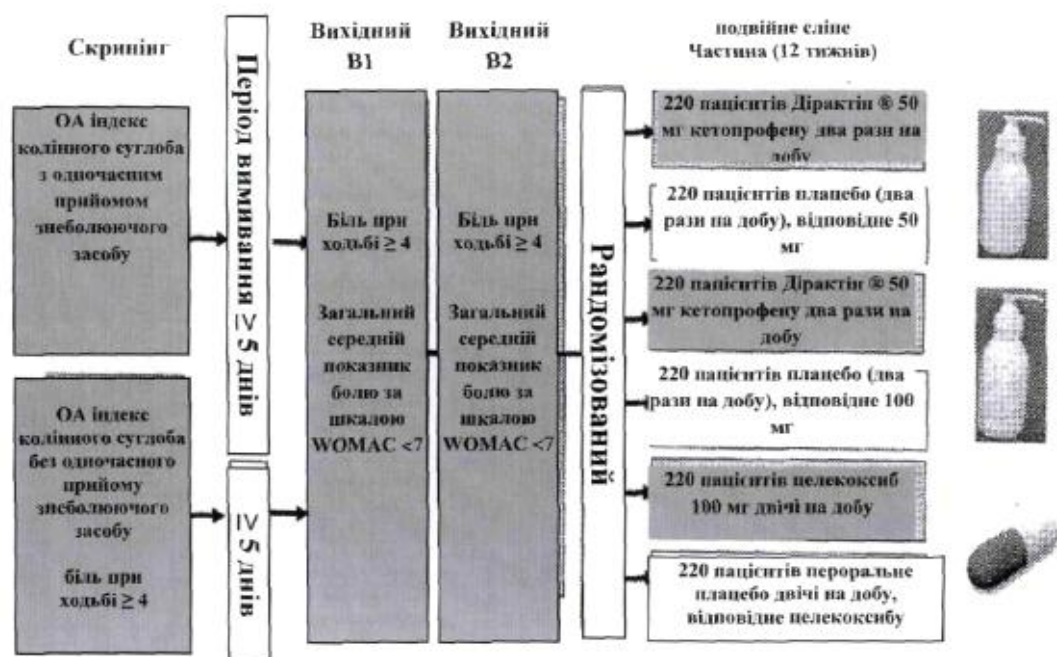 Скринінг
ОА індекс
колінного суглоба
з одночасним
прийомом
знеболюючого
засобу
ОА індекс
колінного суглоба
без одночасного
прийому
знеболюючого
засобу
біль при
ходьбі ≥ 4
Період вимивання ≥ 5 днів
≥ 5 днів
Вихідний
В1
Біль при
ходьбі ≥ 4
Загальний
середній
показник
болю за
шкалою
WOMAC <7
Вихідний
В2
Біль при
ходьбі ≥ 4
Загальний
середній
показник
болю за
шкалою
WOMAC <7
Рандомізований
подвійне сліпе
Частина (12 тижнів)
220 пацієнтів Дірактін ® 50
мг кетопрофену два рази на
добу
220 пацієнтів плацебо (два
рази на добу), відповідне 50
мг
220 пацієнтів Дірактін ® 50
мг кетопрофену два рази на
добу
220 пацієнтів плацебо (два
рази на добу), відповідне 100
мг
220 пацієнтів целекоксиб
100 мг двічі на добу
220 пацієнтів пероральне
плацебо двічі на добу,
відповідне целекоксибу